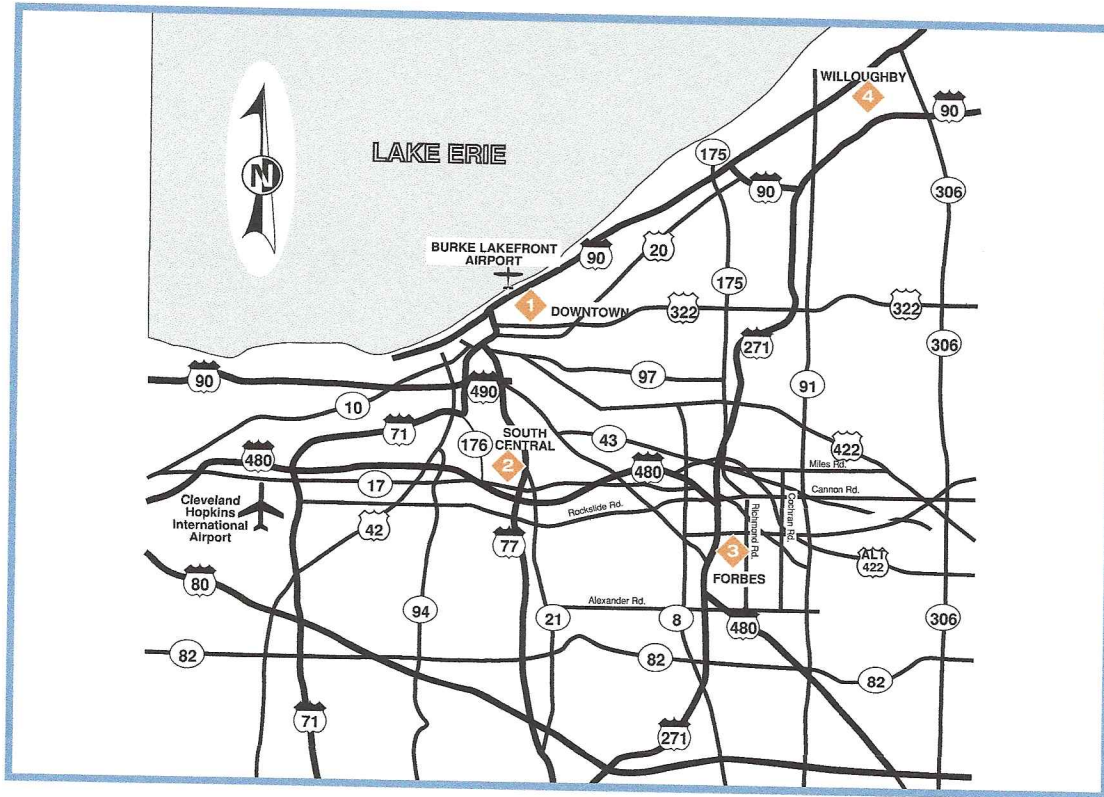 WILLOUGHBY
4
90
LAKE ERIE
N
175
90
306
BURKE LAKEFRONT
AIRPORT
90
20
1
DOWNTOWN
175
322
322
271
306
90
490
97
91
10
71
176
SOUTH
CENTRAL
43
422
480
2
480
Miles Rd.
17
Cannon Rd.
Cleveland
Hopkins
International
Airport
Rockside Rd.
Richmond Rd.
Cochran Rd.
42
77
3
FORBES
ALT
422
80
94
21
Alexander Rd.
8
480
306
82
82
82
71
271